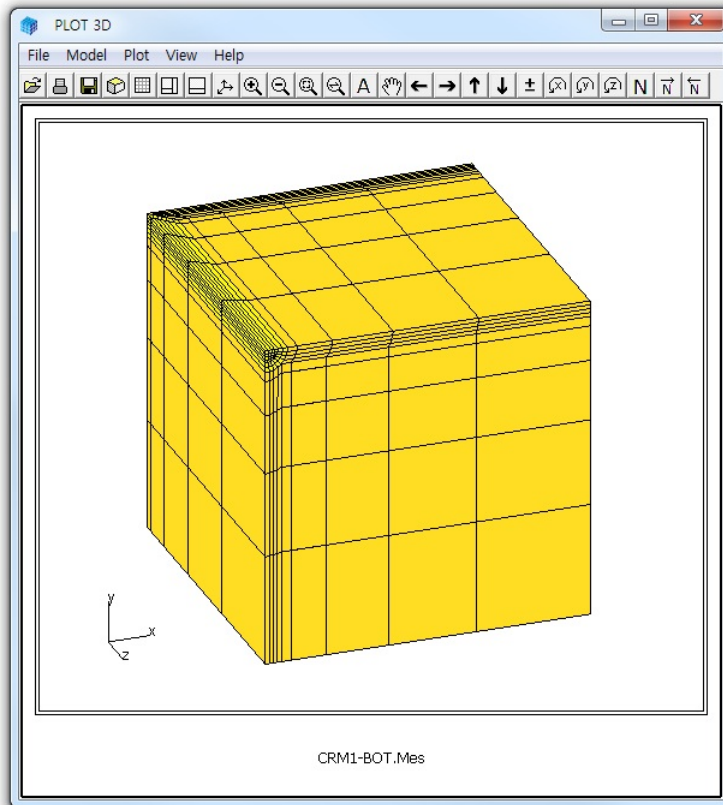 PLOT 3D
File Model Plot View Help
A ± X Y Z N N N
y
x
z
CRM1-BOT.Mes